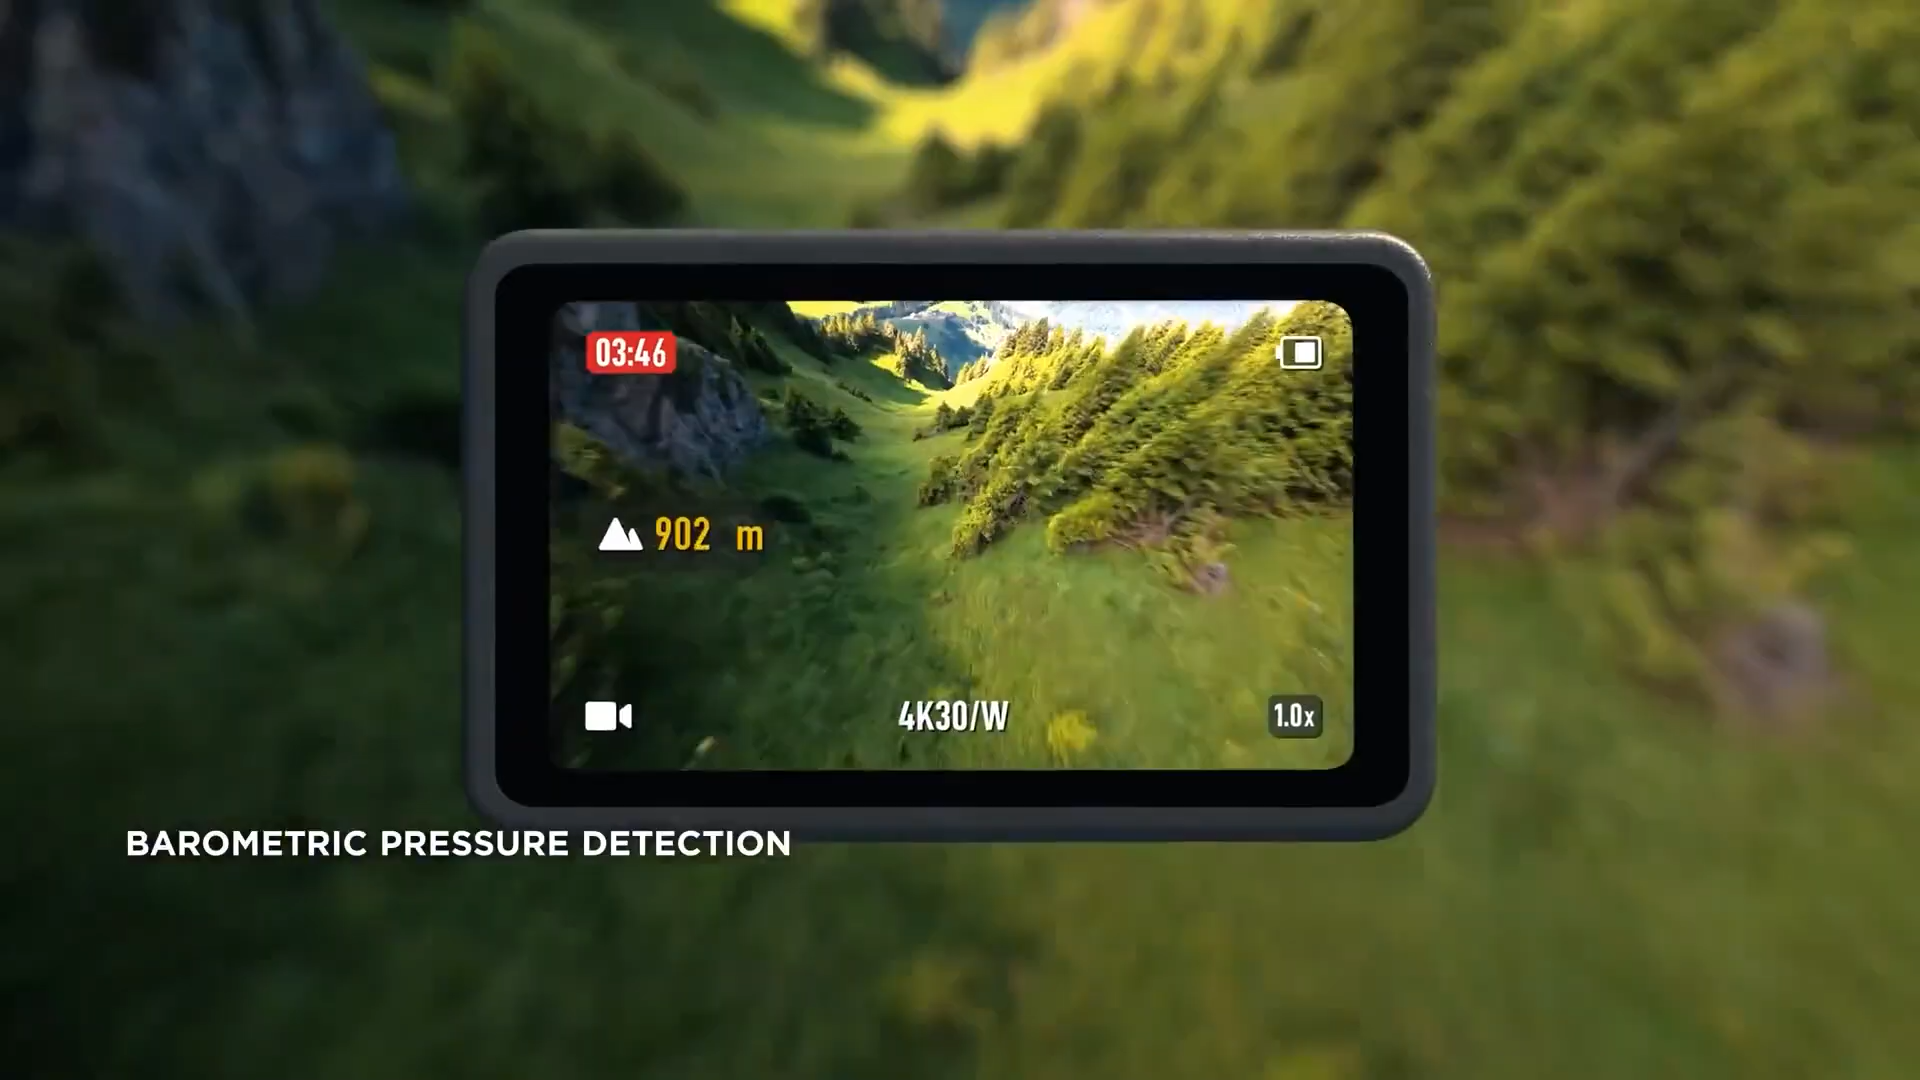 03:46
902 m
4K30/W
1.0x
BAROMETRIC PRESSURE DETECTION